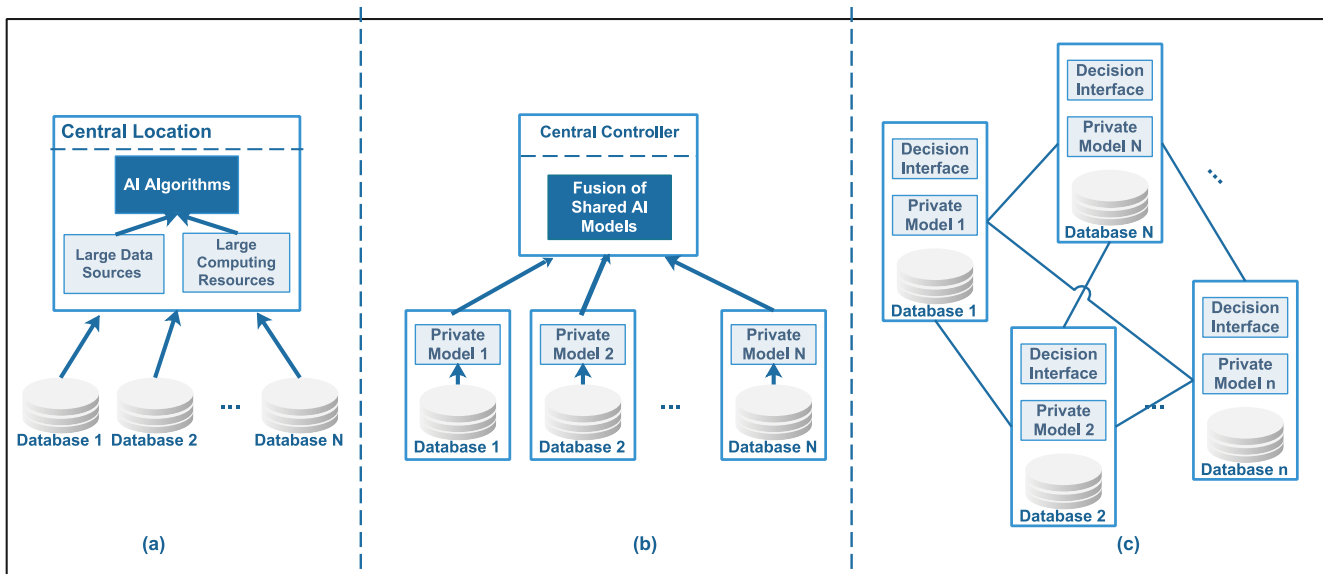 Central Location
AI Algorithms
Large Data
Sources
Large
Computing
Resources
Database 1
Database 2
...
Database N
(a)
Central Controller
Fusion of
Shared AI
Models
Private
Model 1
Database 1
Private
Model 2
Database 2
...
Private
Model N
Database N
(b)
Decision
Interface
Private
Model 1
Database 1
Decision
Interface
Private
Model N
Database N
...
Decision
Interface
Private
Model 2
Database 2
...
Decision
Interface
Private
Model n
Database n
(c)